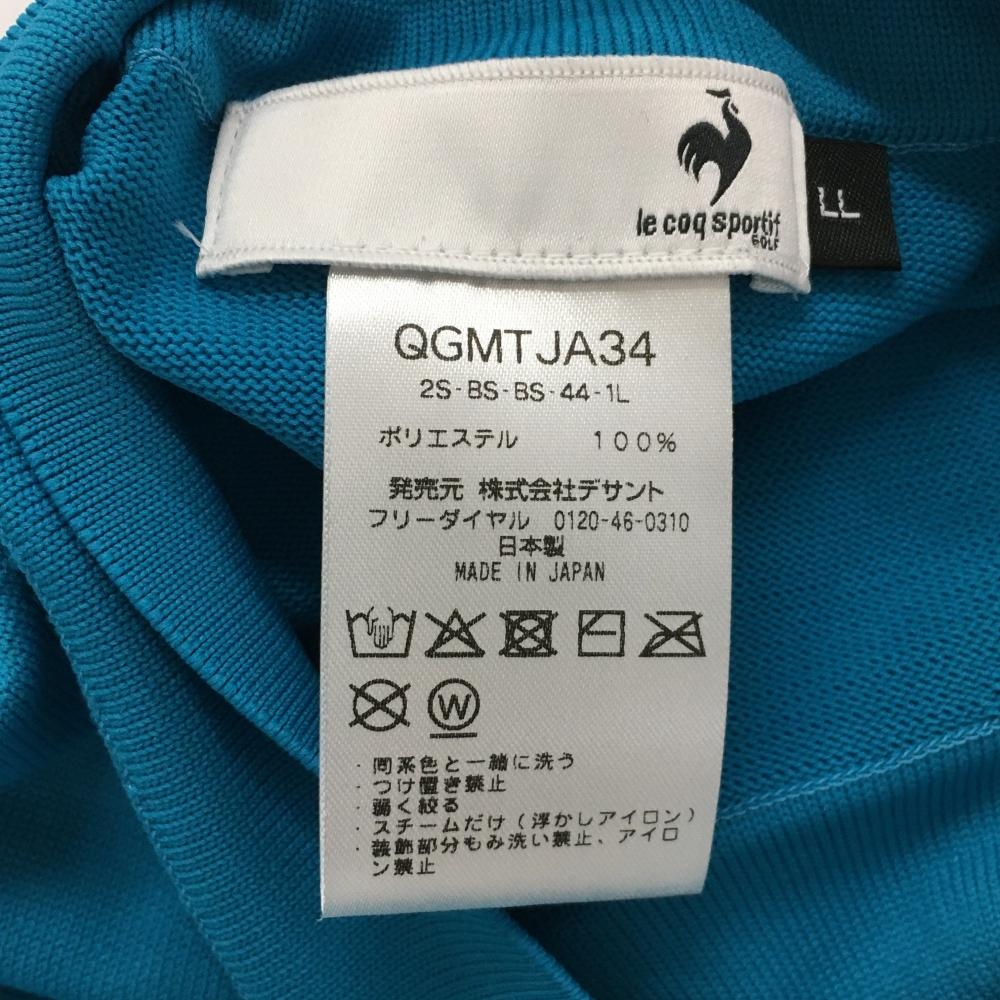 le coq sportif
GOLF
LL
QGMTJA34
2S-BS-BS-44-1L
ポリエステル 100%
発売元 株式会社デサント
フリーダイヤル 0120-46-0310
日本製
MADE IN JAPAN
W
・同系色と一緒に洗う
・つけ置き禁止
・弱く絞る
・スチームだけ(浮かしアイロン)
・装飾部分もみ洗い禁止、アイロ
ン禁止